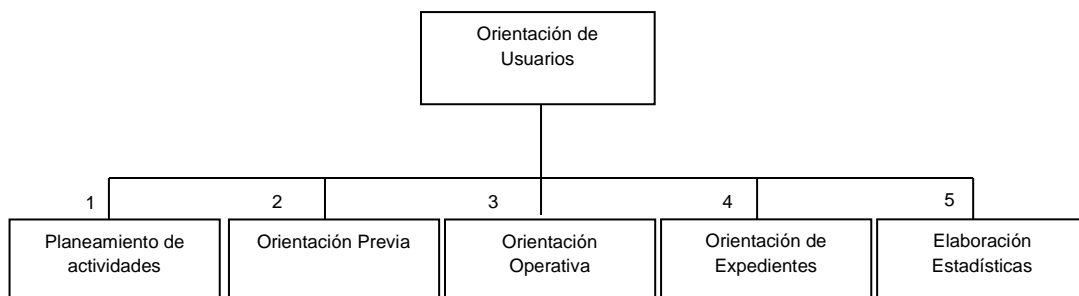 Orientación de
Usuarios
1
2
3
4
5
Planeamiento de
actividades
Orientación Previa
Orientación
Operativa
Orientación de
Expedientes
Elaboración
Estadísticas